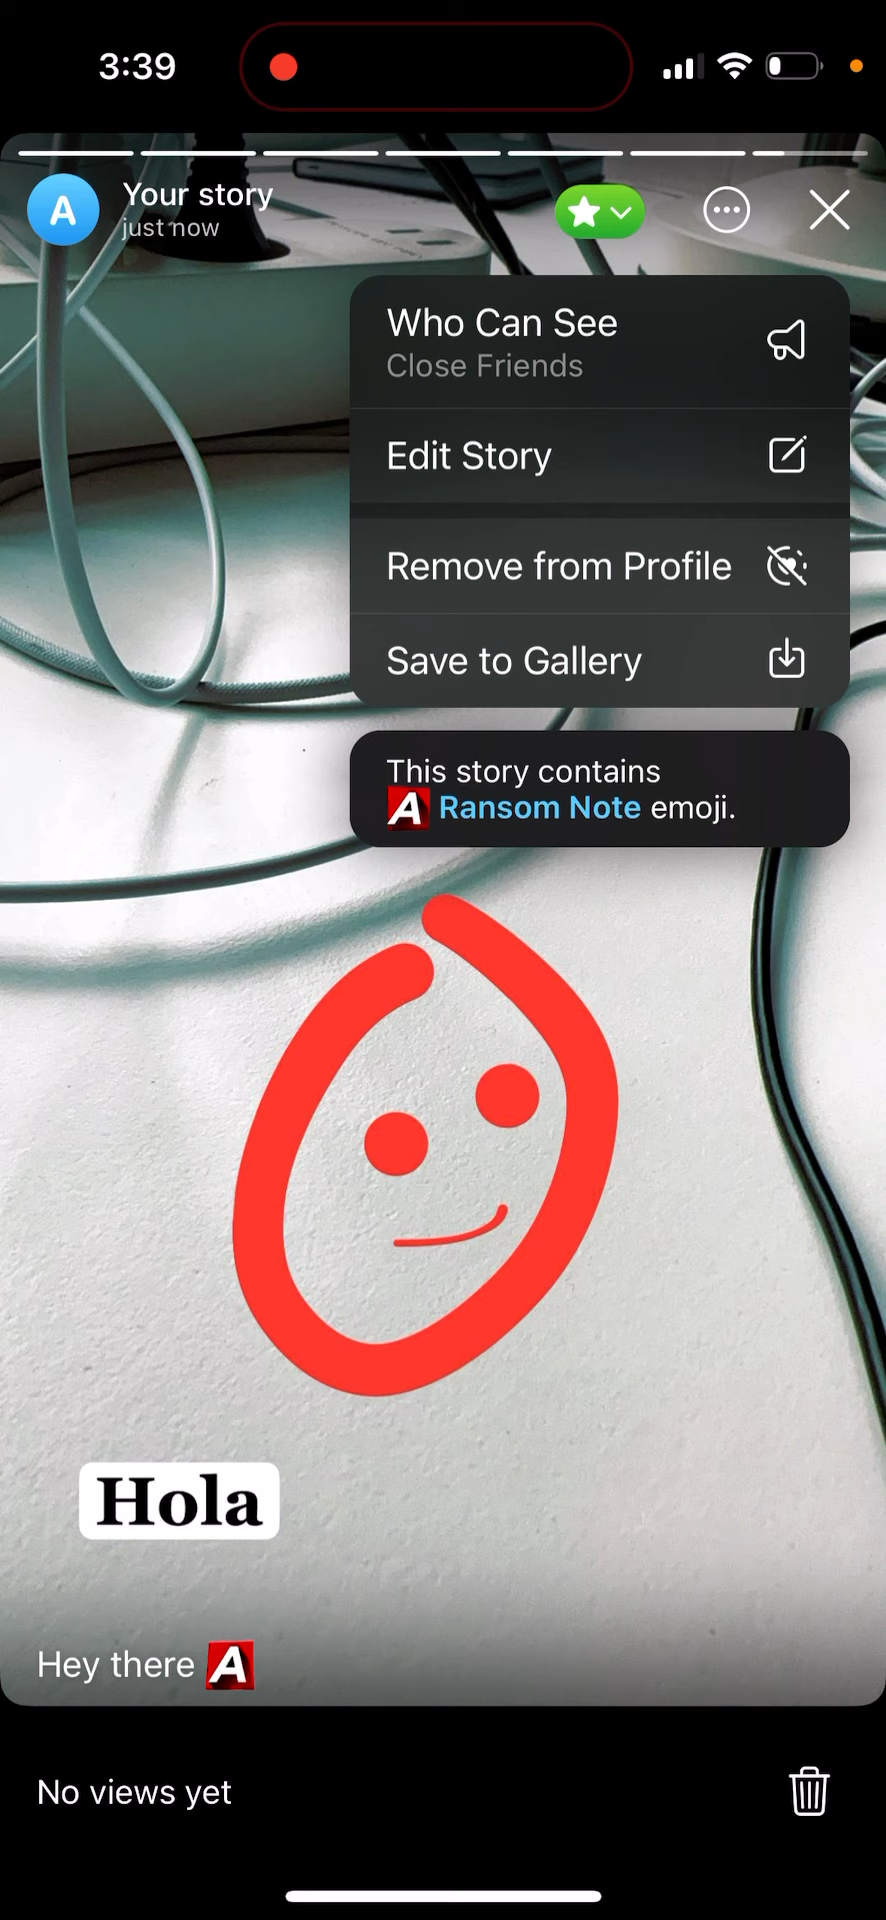 3:39
Your story
just now
Who Can See
Close Friends
Edit Story
Remove from Profile
Save to Gallery
This story contains
A Ransom Note emoji.
Hola
Hey there A
No views yet